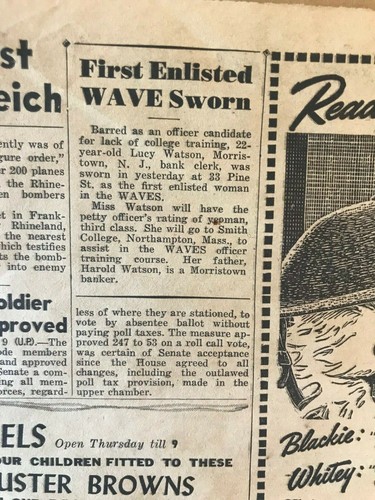 st
eich
ently was of
gure order,"
r 200 planes
the Rhine-
en bombers
et in Frank-
Rhineland,
the nearest
hich testifies
ts the bomb-
into enemy
oldier
pproved
9 (U.P.)—The
ode members
and approved
Senate a com-
ing all mem-
forces, regard-
First Enlisted
WAVE Sworn
Barred as an officer candidate
for lack of college training, 22-
year-old Lucy Watson, Morris-
town, N. J., bank clerk, was
sworn in yesterday at 33 Pine
St. as the first enlisted woman
in the WAVES.
Miss Watson will have the
petty officer's rating of yeoman,
third class. She will go to Smith
College, Northampton, Mass., to
assist in the WAVES officer
training course. Her father,
Harold Watson, is a Morristown
banker.
less of where they are stationed, to
vote by absentee ballot without
paying poll taxes. The measure ap-
proved 247 to 53 on a roll call vote,
was certain of Senate acceptance
since the House agreed to all
changes, including the outlawed
poll tax provision, made in the
upper chamber.
ELS Open Thursday till 9
OUR CHILDREN FITTED TO THESE
USTER BROWNS
Read
Blackie: "
Whitey: "